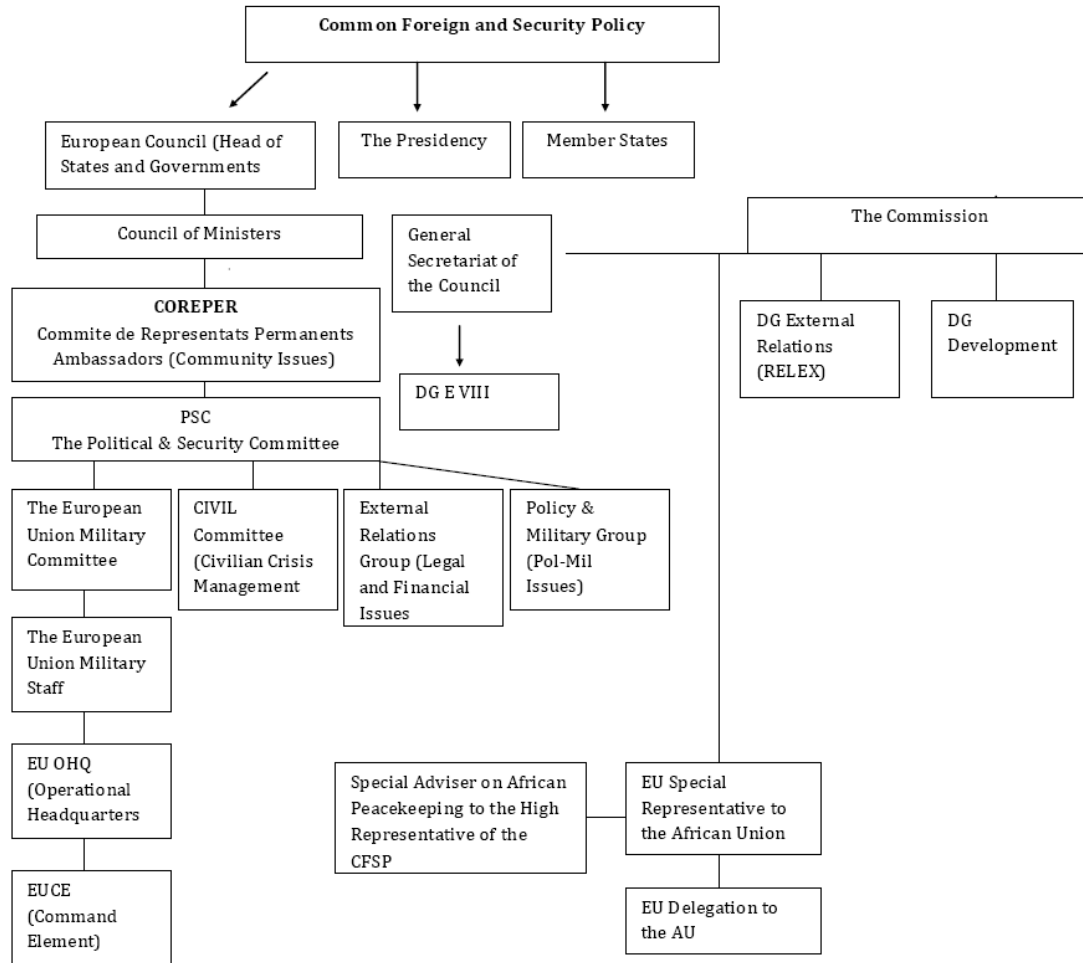 Common Foreign and Security Policy
European Council (Head of
States and Governments
The Presidency
Member States
Council of Ministers
General
Secretariat of
the Council
The Commission
COREPER
Commite de Representats Permanents
Ambassadors (Community Issues)
DG External
Relations
(RELEX)
DG
Development
DG E VIII
PSC
The Political & Security Committee
The European
Union Military
Committee
CIVIL
Committee
(Civilian Crisis
Management
External
Relations
Group (Legal
and Financial
Issues
Policy &
Military Group
(Pol-Mil
Issues)
The European
Union Military
Staff
EU OHQ
(Operational
Headquarters
Special Adviser on African
Peacekeeping to the High
Representative of the
CFSP
EU Special
Representative to
the African Union
EUCE
(Command
Element)
EU Delegation to
the AU